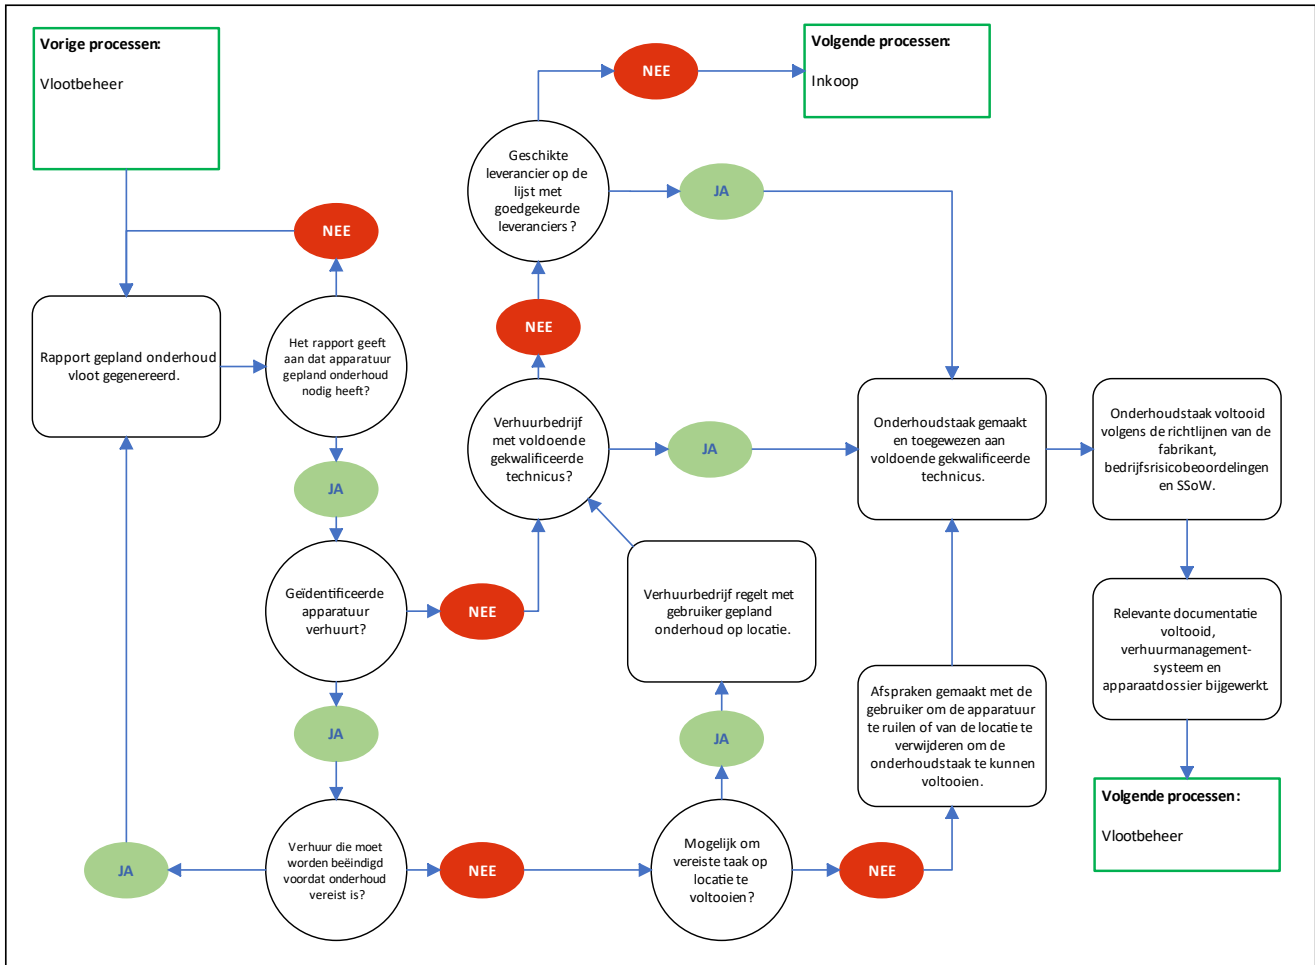 Vorige processen:
Vlootbeheer
NEE
Volgende processen:
Inkoop
Geschikte
leverancier op de
lijst met
goedgekeurde
leveranciers?
JA
NEE
NEE
Rapport gepland onderhoud
vloot gegenereerd.
Het rapport geeft
aan dat apparatuur
gepland onderhoud
nodig heeft?
Verhuurbedrijf
met voldoende
gekwalificeerde
technicus?
JA
Onderhoudstaak gemaakt
en toegewezen aan
voldoende gekwalificeerde
technicus.
Onderhoudstaak voltooid
volgens de richtlijnen van de
fabrikant,
bedrijfsrisicobeoordelingen
en SSoW.
JA
Geïdentificeerde
apparatuur
verhuurt?
NEE
Verhuurbedrijf regelt met
gebruiker gepland
onderhoud op locatie.
Relevante documentatie
voltooid,
verhuurmanagement-
systeem en
apparaatdossier bijgewerkt.
JA
JA
Afspraken gemaakt met de
gebruiker om de apparatuur
te ruilen of van de locatie te
verwijderen om de
onderhoudstaak te kunnen
voltooien.
Volgende processen:
Vlootbeheer
JA
Verhuur die moet
worden beëindigd
voordat onderhoud
vereist is?
NEE
Mogelijk om
vereiste taak op
locatie te
voltooien?
NEE